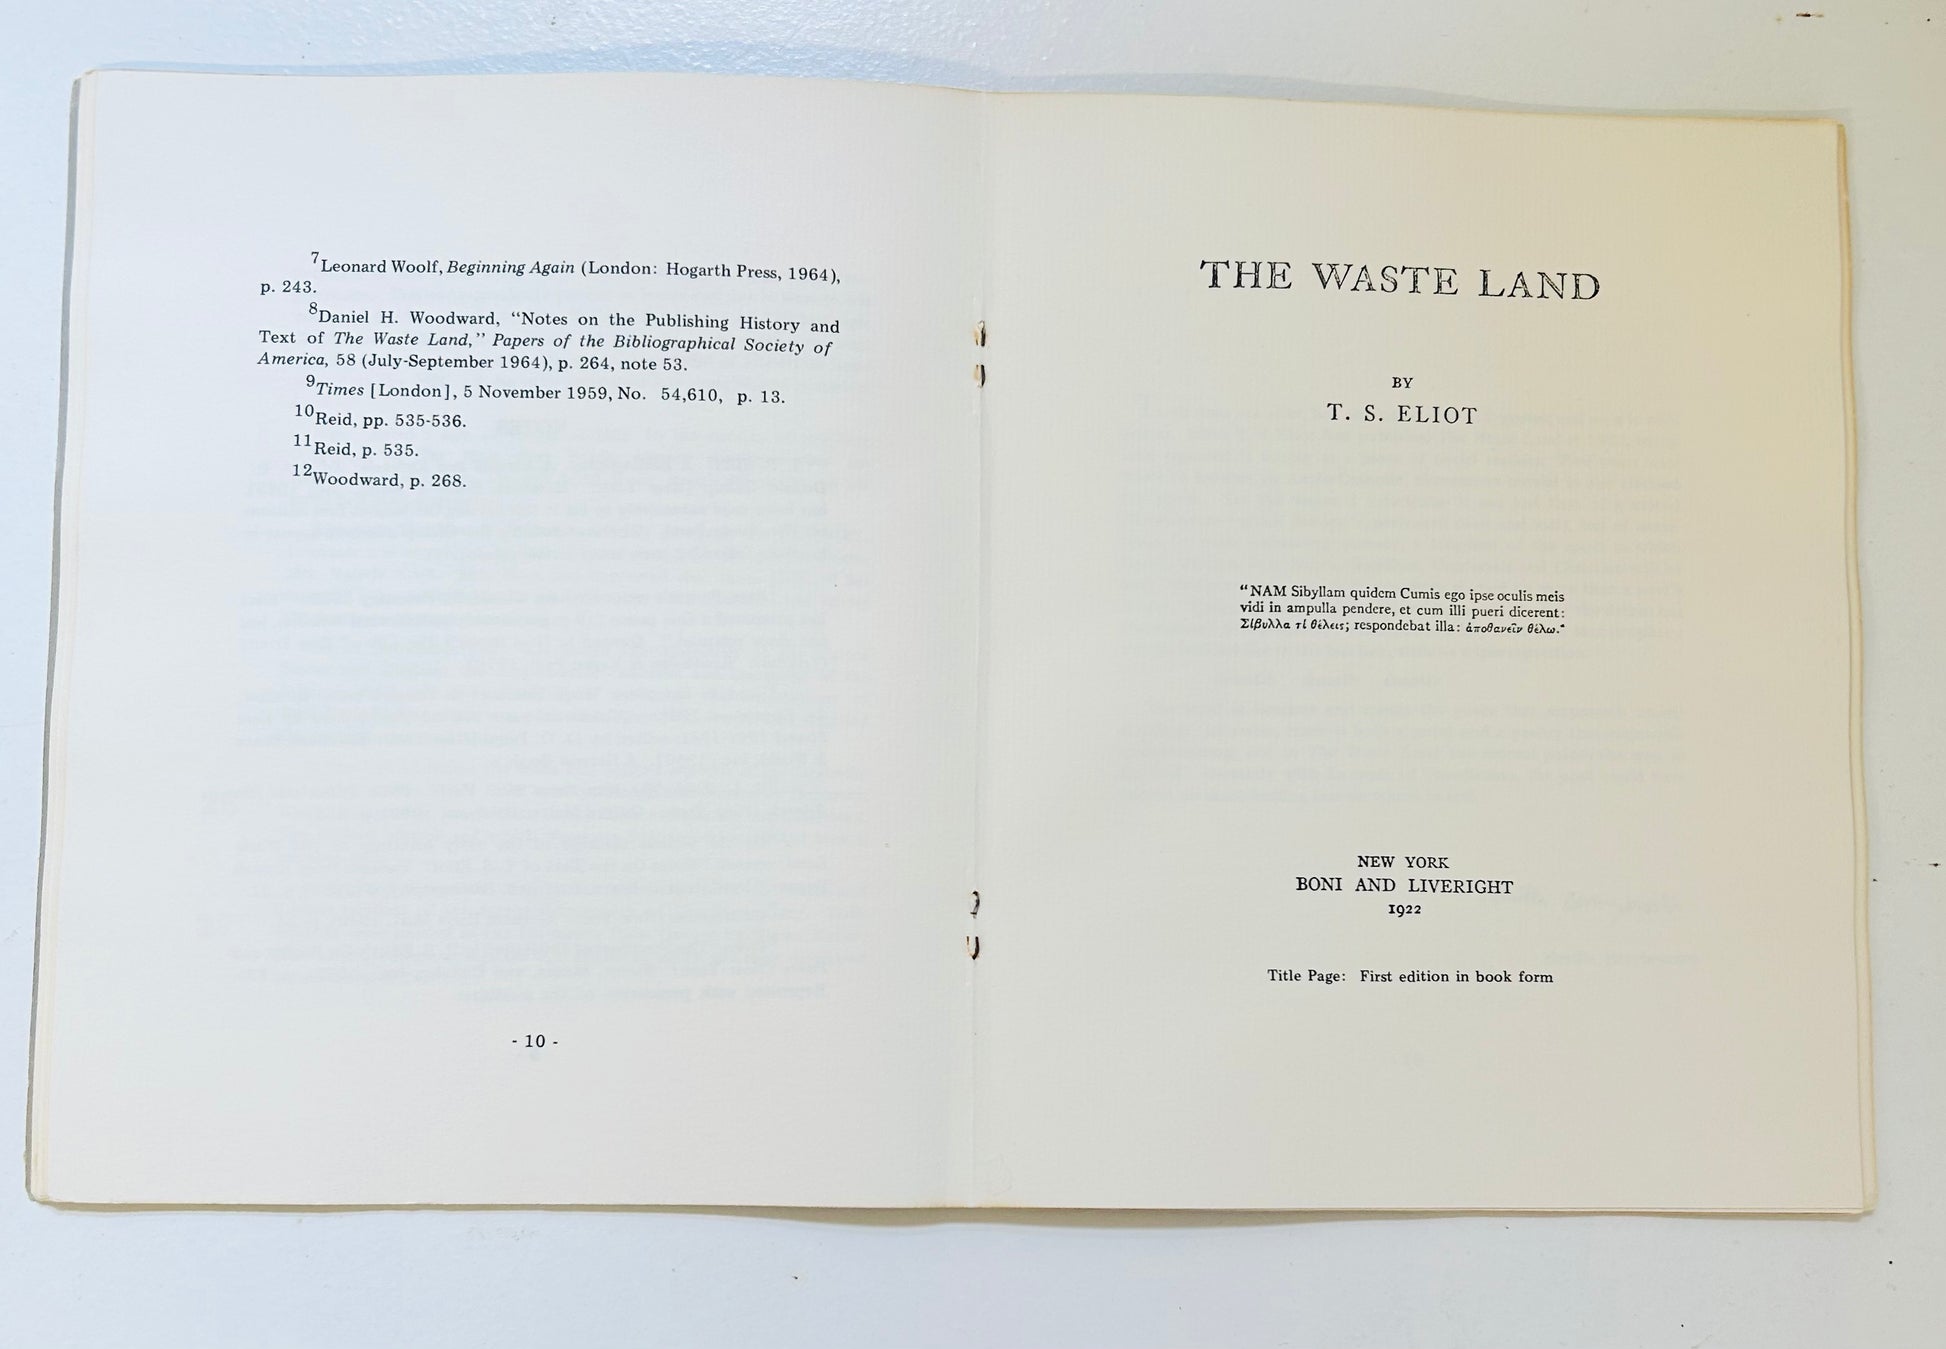 7Leonard Woolf, Beginning Again (London: Hogarth Press, 1964),
p. 243.
8Daniel H. Woodward, “Notes on the Publishing History and
Text of The Waste Land,” Papers of the Bibliographical Society of
America, 58 (July-September 1964), p. 264, note 53.
9Times [London], 5 November 1959, No. 54,610, p. 13.
10Reid, pp. 535-536.
11Reid, p. 535.
12Woodward, p. 268.
- 10 -
THE WASTE LAND
BY
T. S. ELIOT
“NAM Sibyllam quidem Cumis ego ipse oculis meis
vidi in ampulla pendere, et cum illi pueri dicerent:
Σίβυλλα τί θέλεις; respondebat illa: ἀποθανεῖν θέλω.“
NEW YORK
BONI AND LIVERIGHT
1922
Title Page: First edition in book form